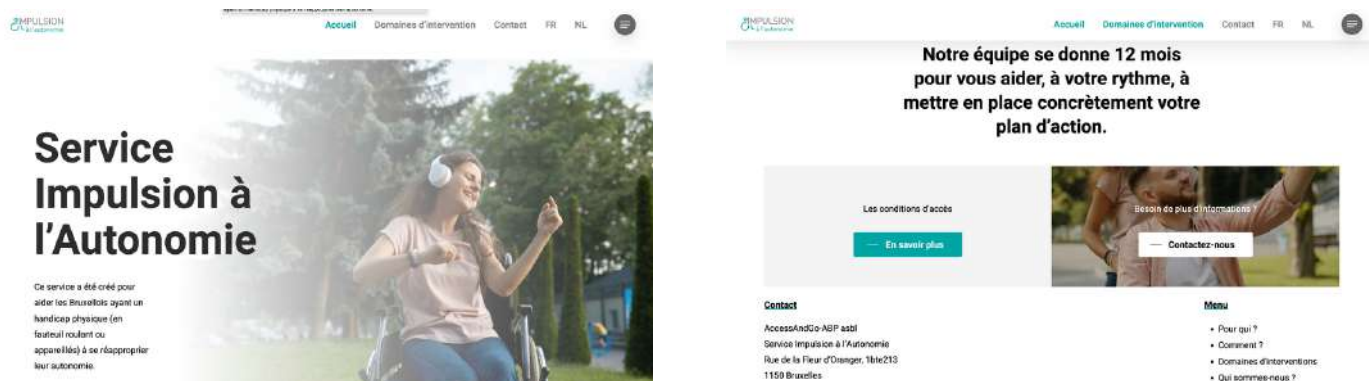 IMPULSION
à l'autonomie
Accueil Domaines d'intervention Contact FR NL
Service
Impulsion à
l'Autonomie
Ce service a été créé pour
aider les Bruxellois ayant un
handicap physique (en
fauteuil roulant ou
appareillés) à se réapproprier
leur autonomie.
IMPULSION
à l'autonomie
Accueil Domaines d'intervention Contact FR NL
Notre équipe se donne 12 mois
pour vous aider, à votre rythme, à
mettre en place concrètement votre
plan d'action.
Les conditions d'accès
En savoir plus
Besoin de plus d'informations ?
Contactez-nous
Contact
AccessAndGo-ABP asbl
Service Impulsion à l'Autonomie
Rue de la Fleur d'Oranger, 1bte213
1150 Bruxelles
Menu
• Pour qui ?
• Comment ?
• Domaines d'interventions
• Qui sommes-nous ?